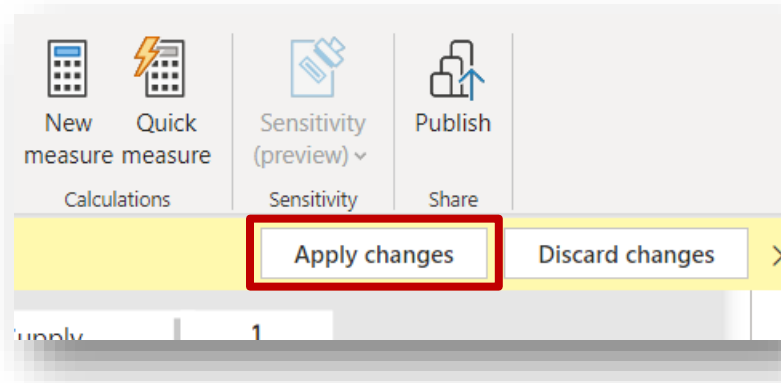 New Quick Sensitivity Publish
measure measure (preview)
Calculations Sensitivity Share
Apply changes Discard changes
1